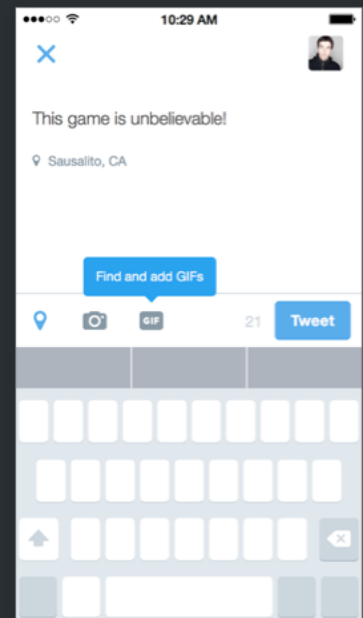 10:29 AM
This game is unbelievable!
Sausalito, CA
Find and add GIFs
GIF
21
Tweet